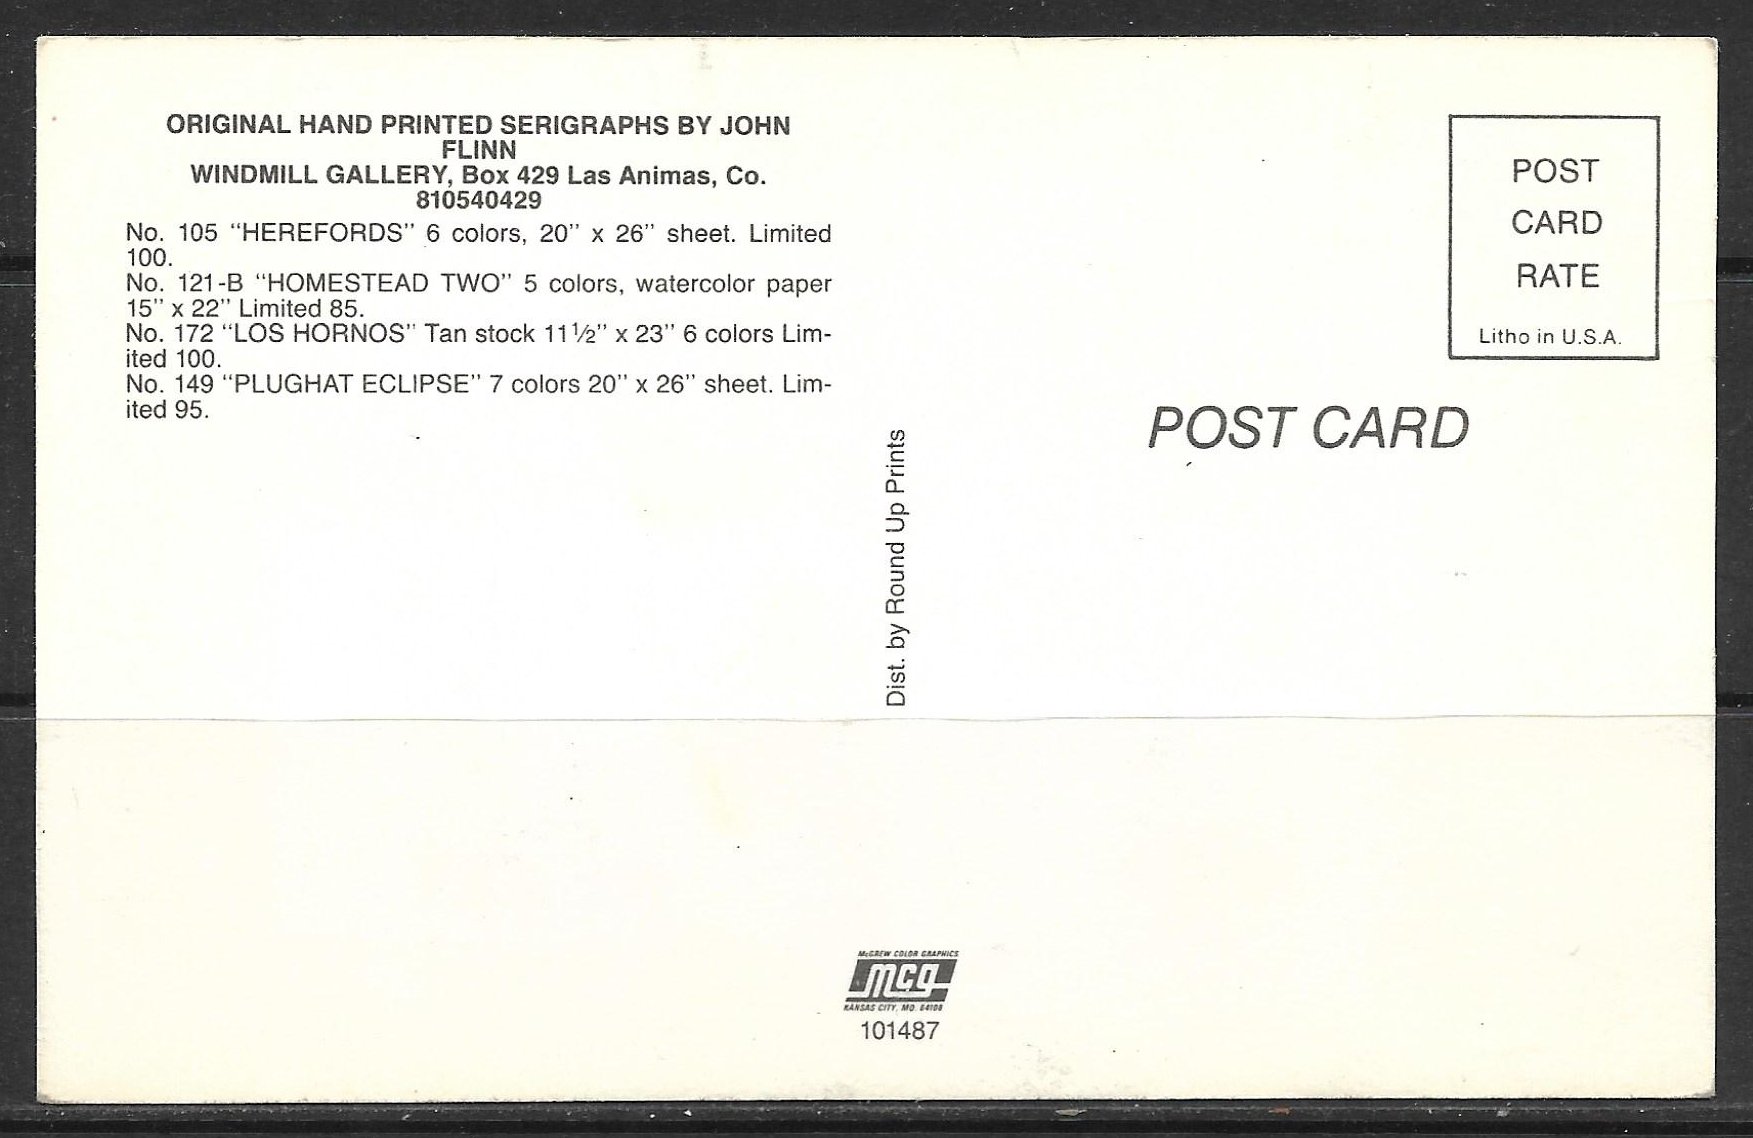 ORIGINAL HAND PRINTED SERIGRAPHS BY JOHN
FLINN
WINDMILL GALLERY, Box 429 Las Animas, Co.
810540429
No. 105 “HEREFORDS” 6 colors, 20” x 26” sheet. Limited
100.
No. 121-B “HOMESTEAD TWO” 5 colors, watercolor paper
15” x 22” Limited 85.
No. 172 “LOS HORNOS” Tan stock 11½” x 23” 6 colors Lim-
ited 100.
No. 149 “PLUGHAT ECLIPSE” 7 colors 20” x 26” sheet. Lim-
ited 95.
Dist. by Round Up Prints
POST
CARD
RATE
Litho in U.S.A.
POST CARD
McGREW COLOR GRAPHICS
mcg
KANSAS CITY, MO. 64108
101487